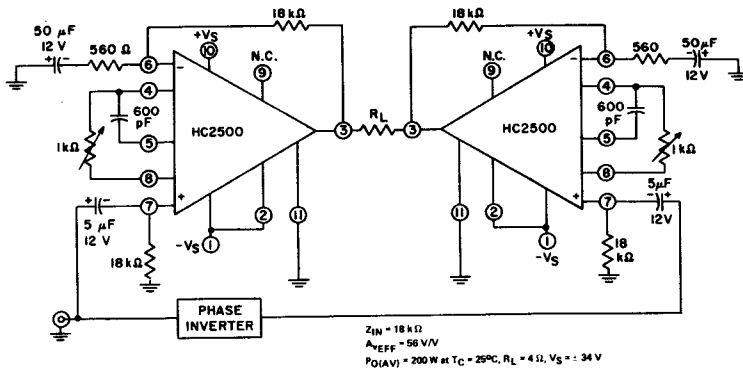 50 µF
12 V
+ -
560 Ω
18 kΩ
+VS
10
N.C.
9
6
-
4
600
pF
5
1kΩ
8
HC2500
+
7
+ -
5 µF
12 V
18 kΩ
-VS
1
2
11
3
RL
3
18 kΩ
+VS
10
N.C.
9
6
-
560
50µF
- +
12V
4
600
pF
5
1kΩ
8
HC2500
+
7
5µF
- +
12V
18
kΩ
11
2
1
-VS
PHASE
INVERTER
ZIN = 18 kΩ
AvEFF = 56 V/V
PO(AV) = 200 W at TC = 25°C, RL = 4 Ω, VS = ± 34 V